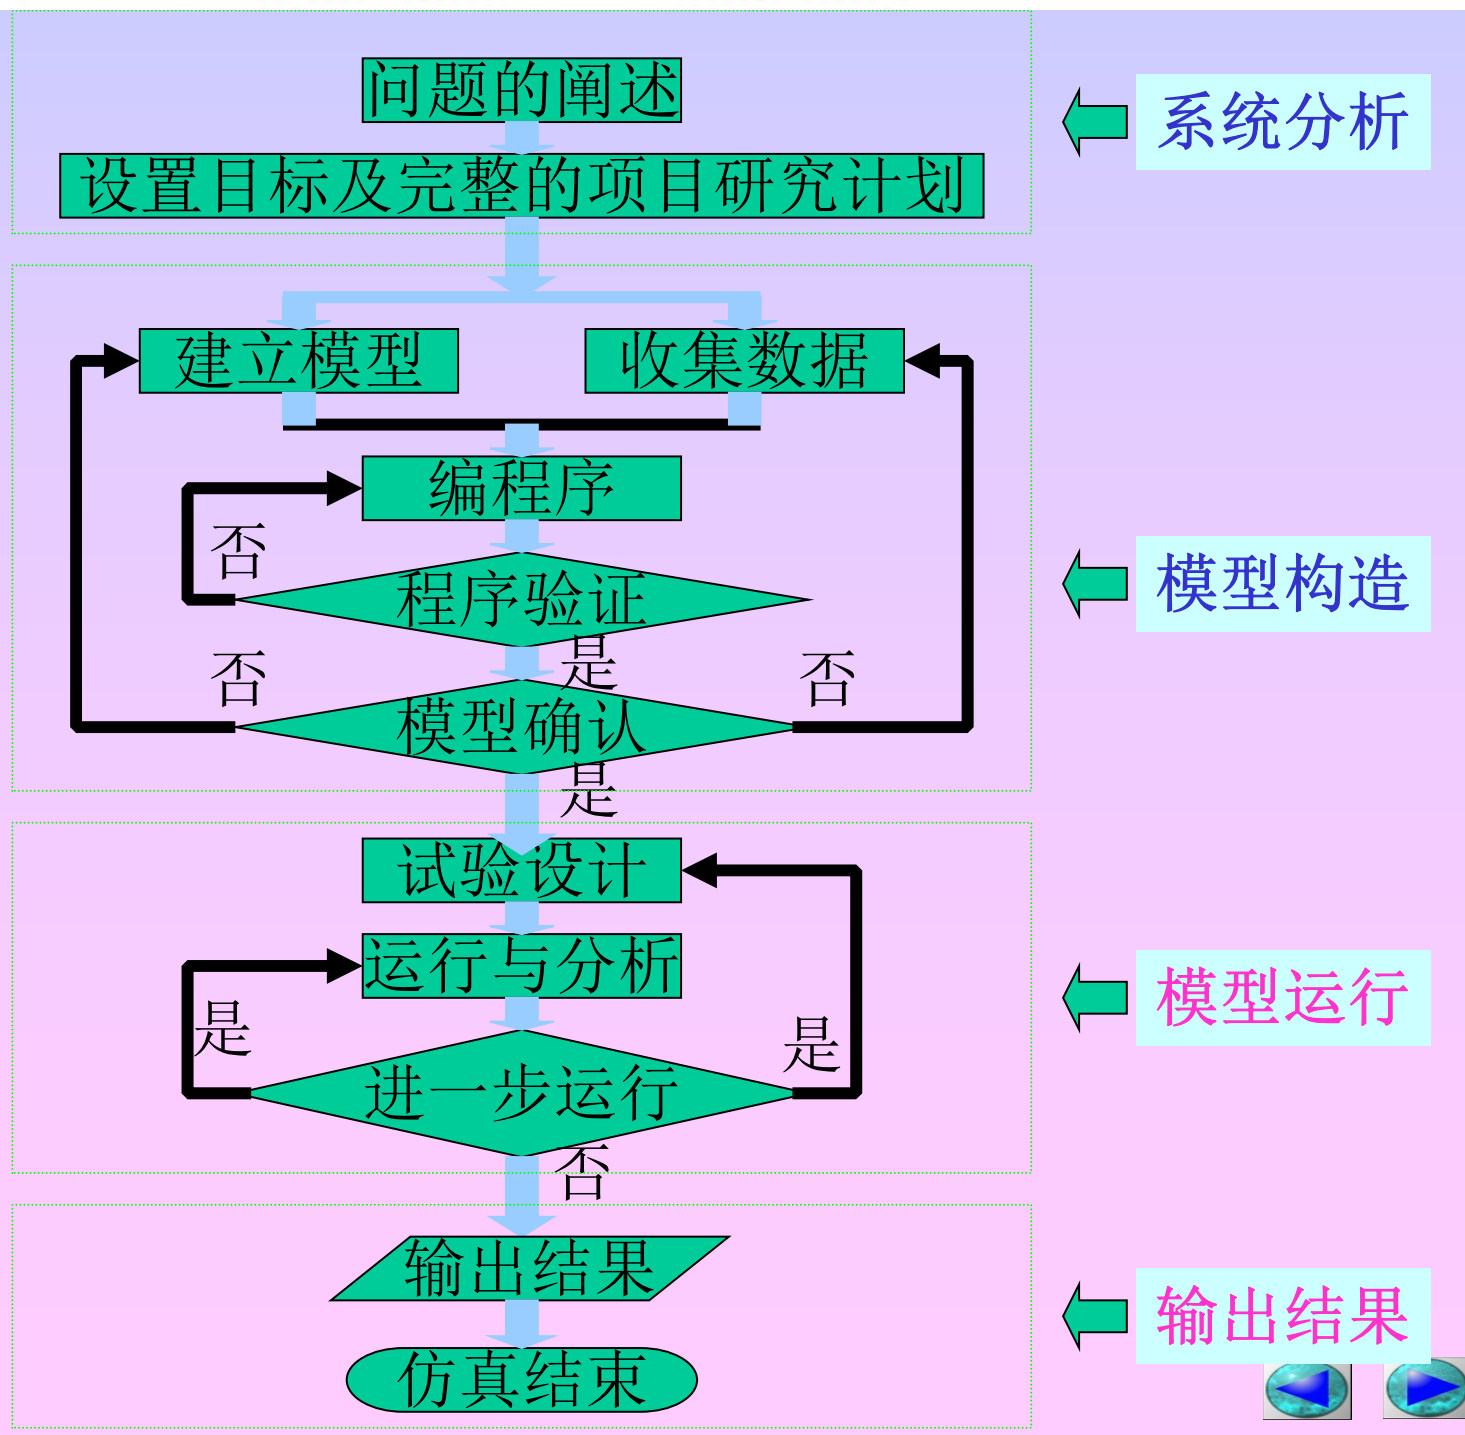 问题的阐述
系统分析
设置目标及完整的项目研究计划
建立模型
收集数据
编程序
否
程序验证
模型构造
是
否
否
模型确认
是
试验设计
运行与分析
模型运行
是
是
进一步运行
否
输出结果
输出结果
仿真结束